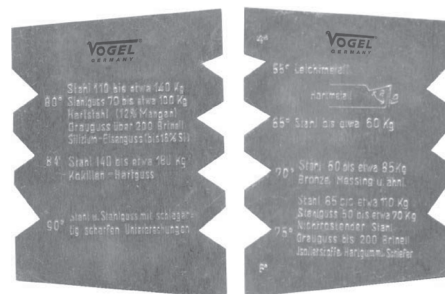 VOGEL
GERMANY
Stahl 110 bis etwa 140 Kg
80° Stahlguss 70 bis etwa 100 Kg
Hartstahl (12% Mangan)
Grauguss über 200 Brinell
Silizium-Eisenguss (bis 18% Si)
84° Stahl 140 bis etwa 180 Kg
Kokillen-Hartguss
90° Stahl u. Stahlguss mit
scharfen Unterbrechungen
VOGEL
GERMANY
4°
55° Leichtmetall
Hartmetall
65° Stahl bis etwa 60 Kg
70° Stahl 60 bis etwa 85 Kg
Bronze, Messing u. ähnl.
Stahl 85 bis etwa 110 Kg
75° Stahlguss 50 bis etwa 70 Kg
Nichtrostender Stahl
Grauguss bis 200 Brinell
Isolierstoffe Hartgummi, Schiefer